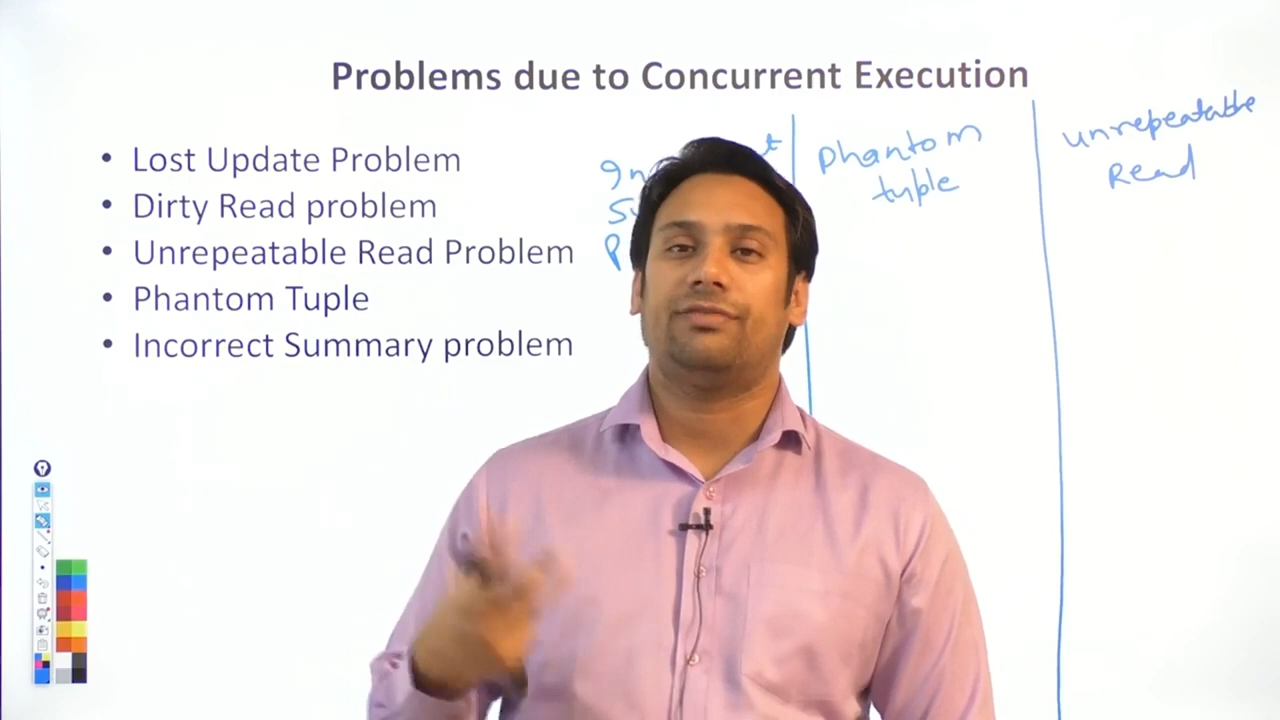 Problems due to Concurrent Execution
• Lost Update Problem
• Dirty Read problem
• Unrepeatable Read Problem
• Phantom Tuple
• Incorrect Summary problem
Phantom
tuple
unrepeatable
Read